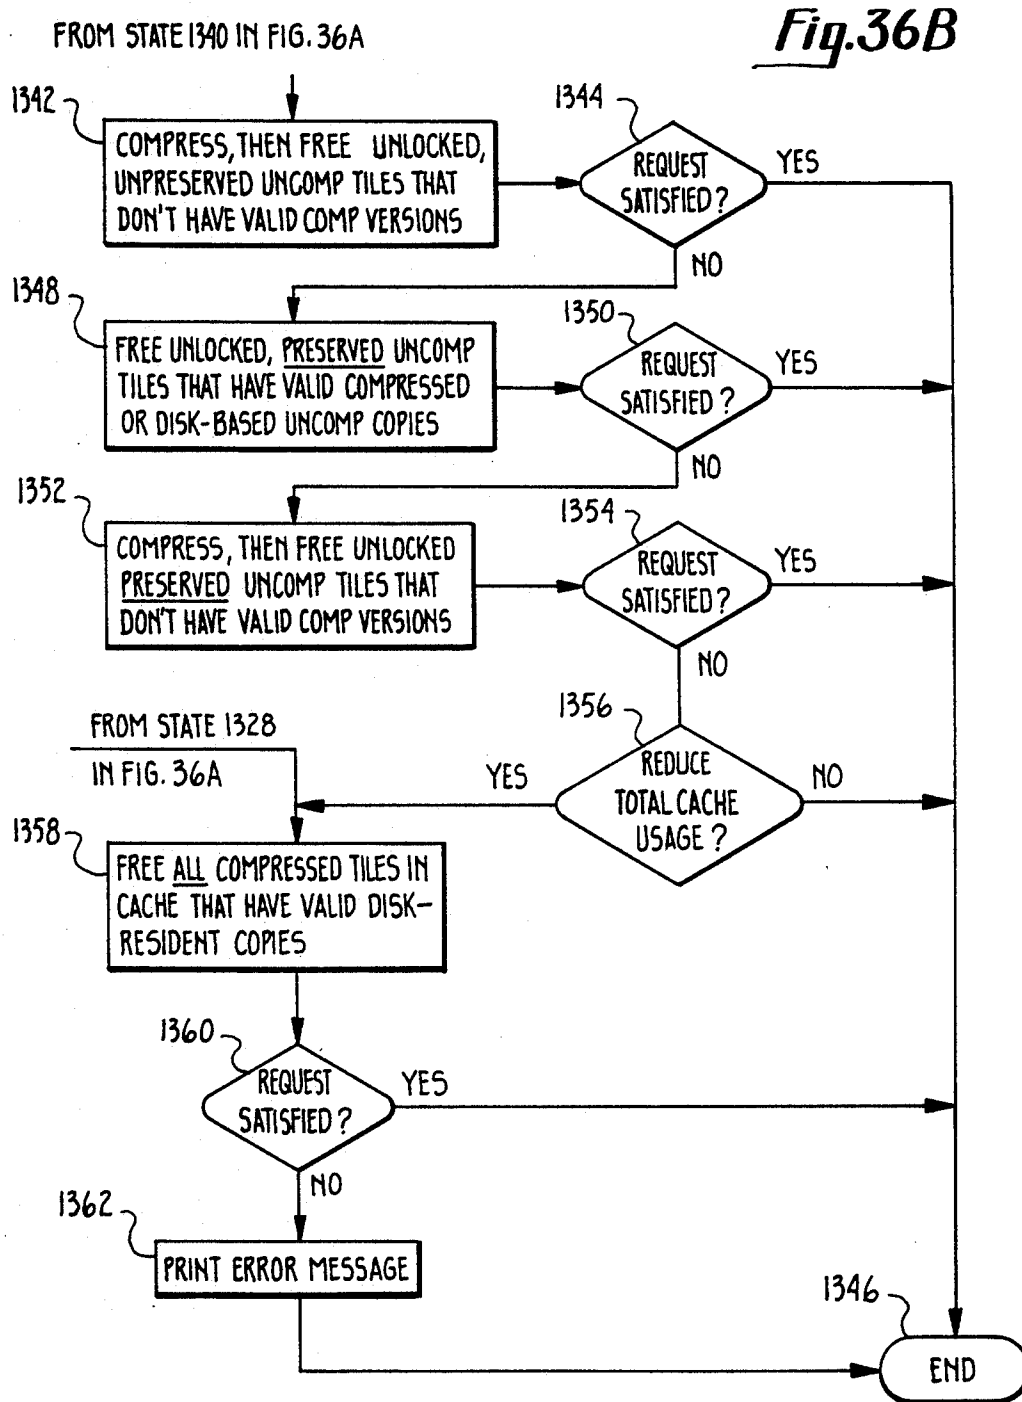 FROM STATE 1340 IN FIG. 36A
Fig. 36B
1342
COMPRESS, THEN FREE UNLOCKED,
UNPRESERVED UNCOMP TILES THAT
DON'T HAVE VALID COMP VERSIONS
1344
REQUEST
SATISFIED?
YES
NO
1348
FREE UNLOCKED, PRESERVED UNCOMP
TILES THAT HAVE VALID COMPRESSED
OR DISK-BASED UNCOMP COPIES
1350
REQUEST
SATISFIED?
YES
NO
1352
COMPRESS, THEN FREE UNLOCKED
PRESERVED UNCOMP TILES THAT
DON'T HAVE VALID COMP VERSIONS
1354
REQUEST
SATISFIED?
YES
NO
1356
REDUCE
TOTAL CACHE
USAGE?
YES
NO
FROM STATE 1328
IN FIG. 36A
1358
FREE ALL COMPRESSED TILES IN
CACHE THAT HAVE VALID DISK-
RESIDENT COPIES
1360
REQUEST
SATISFIED?
YES
NO
1362
PRINT ERROR MESSAGE
1346
END